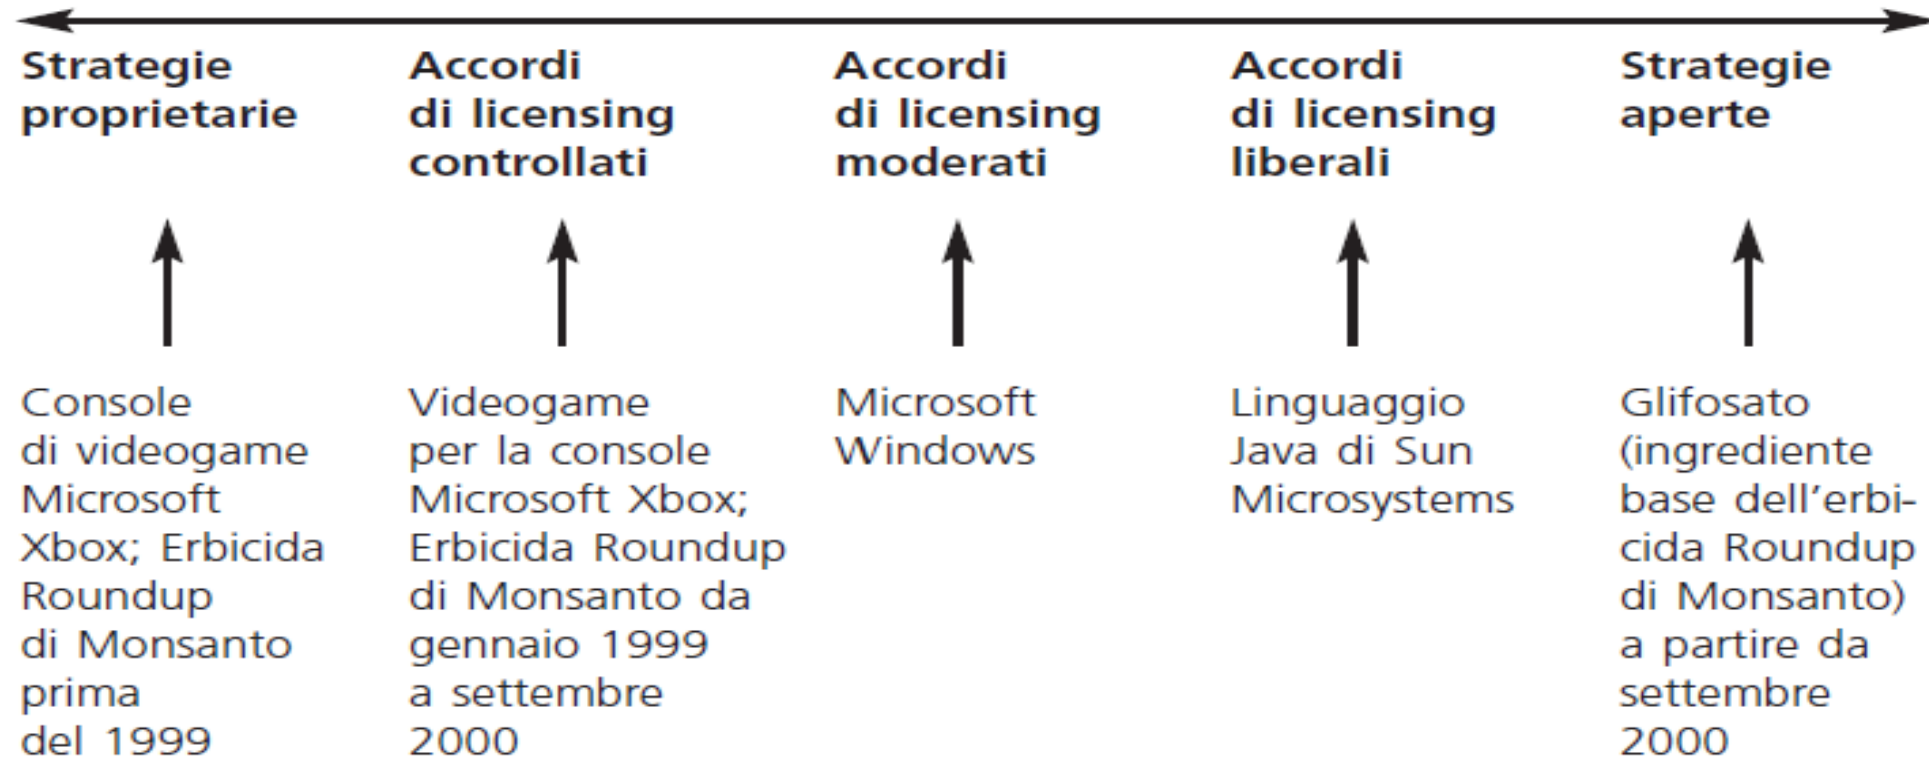 Strategie
proprietarie
Accordi
di licensing
controllati
Accordi
di licensing
moderati
Accordi
di licensing
liberali
Strategie
aperte
Console
di videogame
Microsoft
Xbox; Erbicida
Roundup
di Monsanto
prima
del 1999
Videogame
per la console
Microsoft Xbox;
Erbicida Roundup
di Monsanto da
gennaio 1999
a settembre
2000
Microsoft
Windows
Linguaggio
Java di Sun
Microsystems
Glifosato
(ingrediente
base dell’erbi-
cida Roundup
di Monsanto)
a partire da
settembre
2000